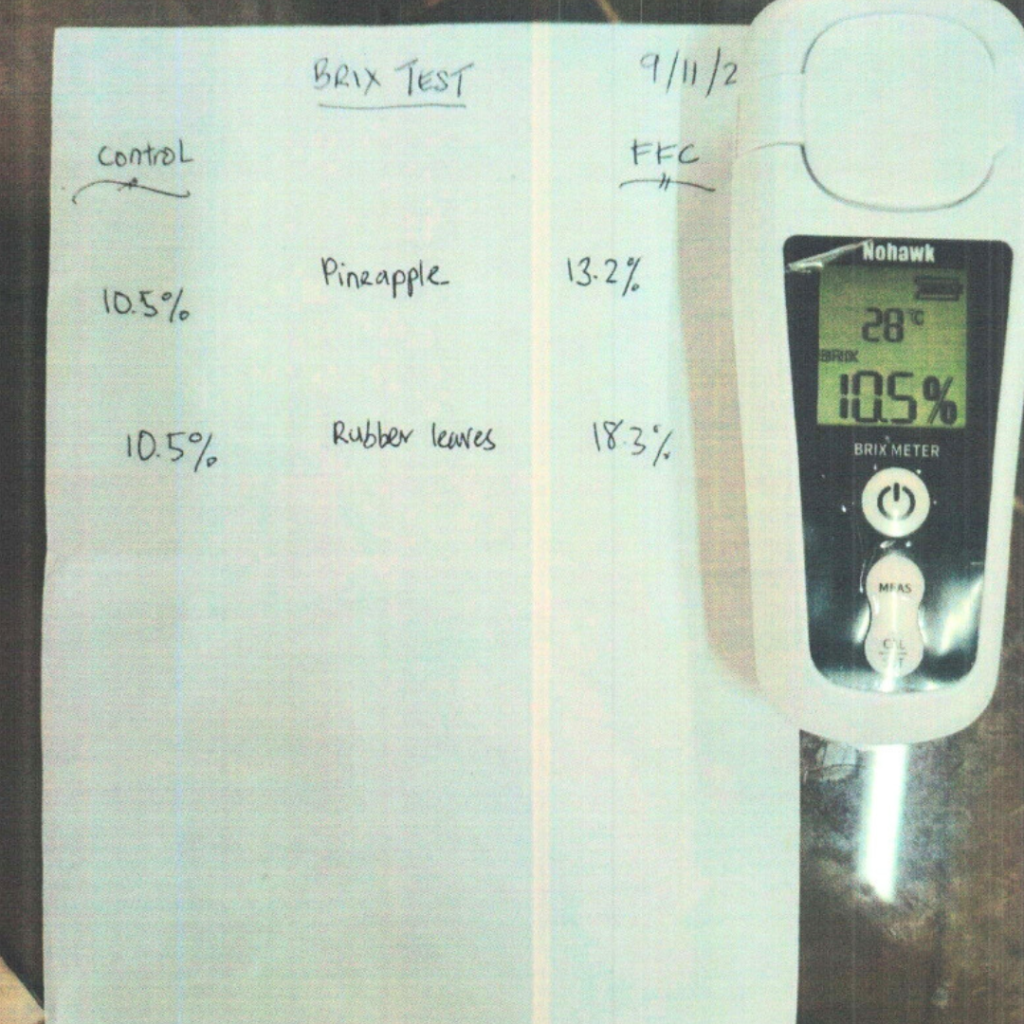 BRIX TEST 9/11/2
Control FFC
Pineapple 13.2%
10.5%
10.5% Rubber leaves 18.3%
Nohawk
28°C
BRIX
10.5%
BRIX METER
MEAS